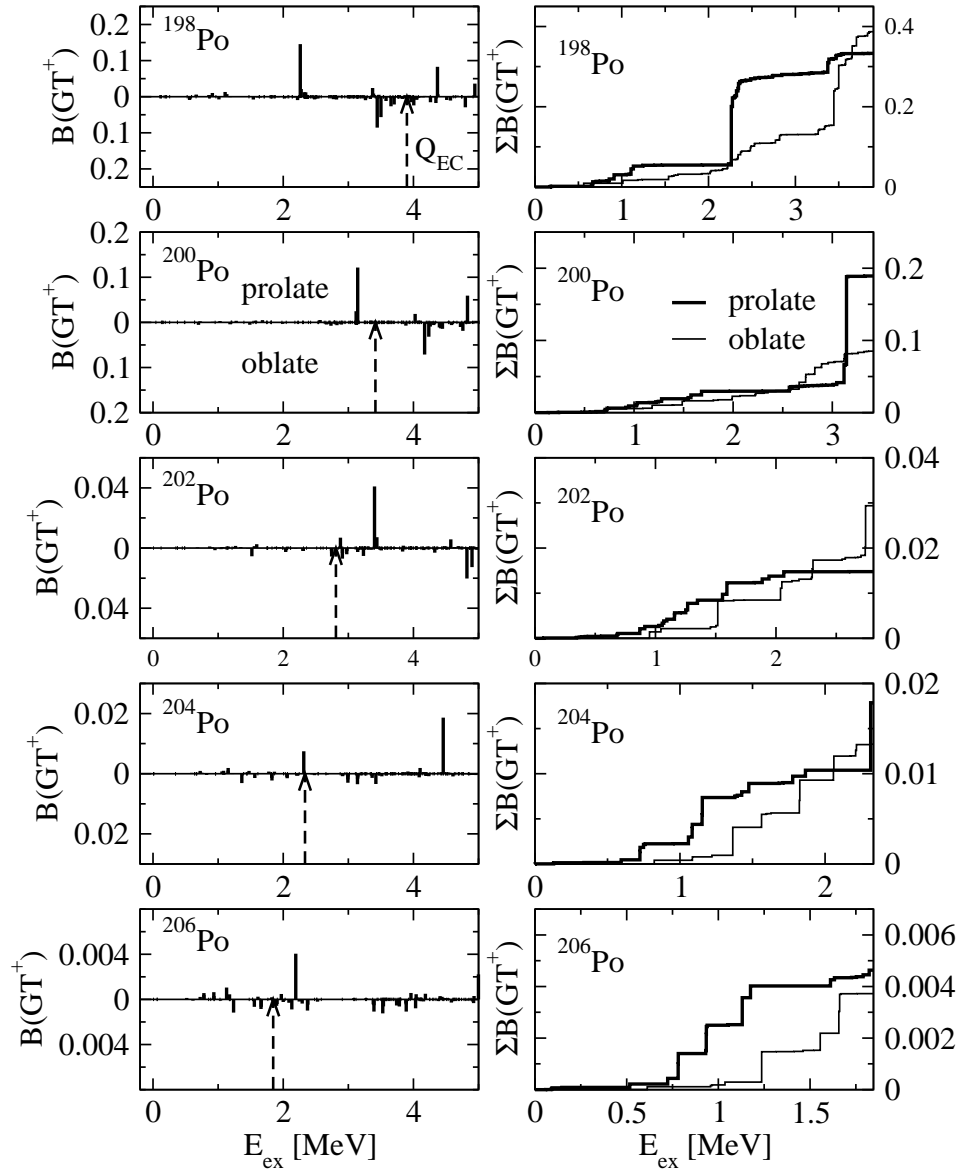 0.2
0.1
0
0.1
0.2
B(GT⁺)
¹⁹⁸Po
Q_EC
0 2 4
ΣB(GT⁺)
¹⁹⁸Po
0.4
0.2
0
1 2 3
0.2
0.1
0
0.1
0.2
B(GT⁺)
²⁰⁰Po
prolate
oblate
0 2 4
ΣB(GT⁺)
²⁰⁰Po
prolate
oblate
0.2
0.1
0
0 1 2 3
0.04
0
0.04
B(GT⁺)
²⁰²Po
0 2 4
ΣB(GT⁺)
²⁰²Po
0.04
0.02
0
0 1 2
0.02
0
0.02
B(GT⁺)
²⁰⁴Po
0 2 4
ΣB(GT⁺)
²⁰⁴Po
0.02
0.01
0
0 1 2
0.004
0
0.004
B(GT⁺)
²⁰⁶Po
0 2 4
E_ex [MeV]
ΣB(GT⁺)
²⁰⁶Po
0.006
0.004
0.002
0
0 0.5 1 1.5
E_ex [MeV]